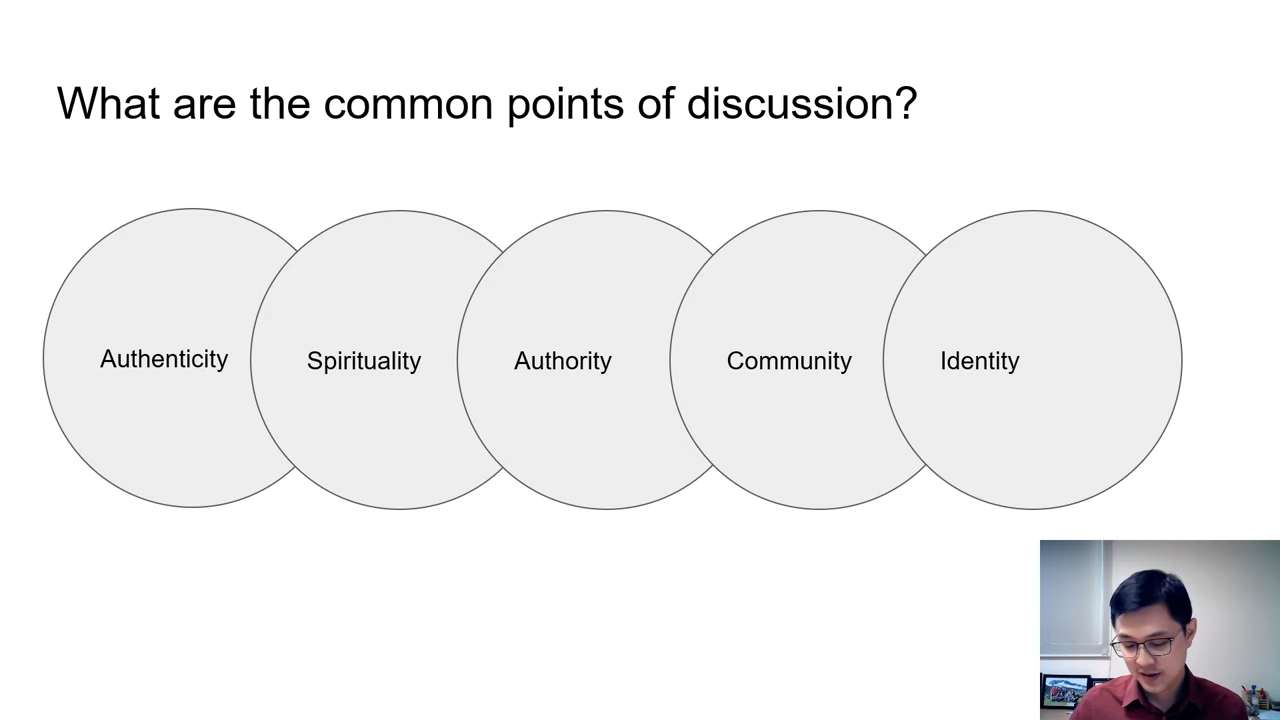 What are the common points of discussion?
Authenticity
Spirituality
Authority
Community
Identity